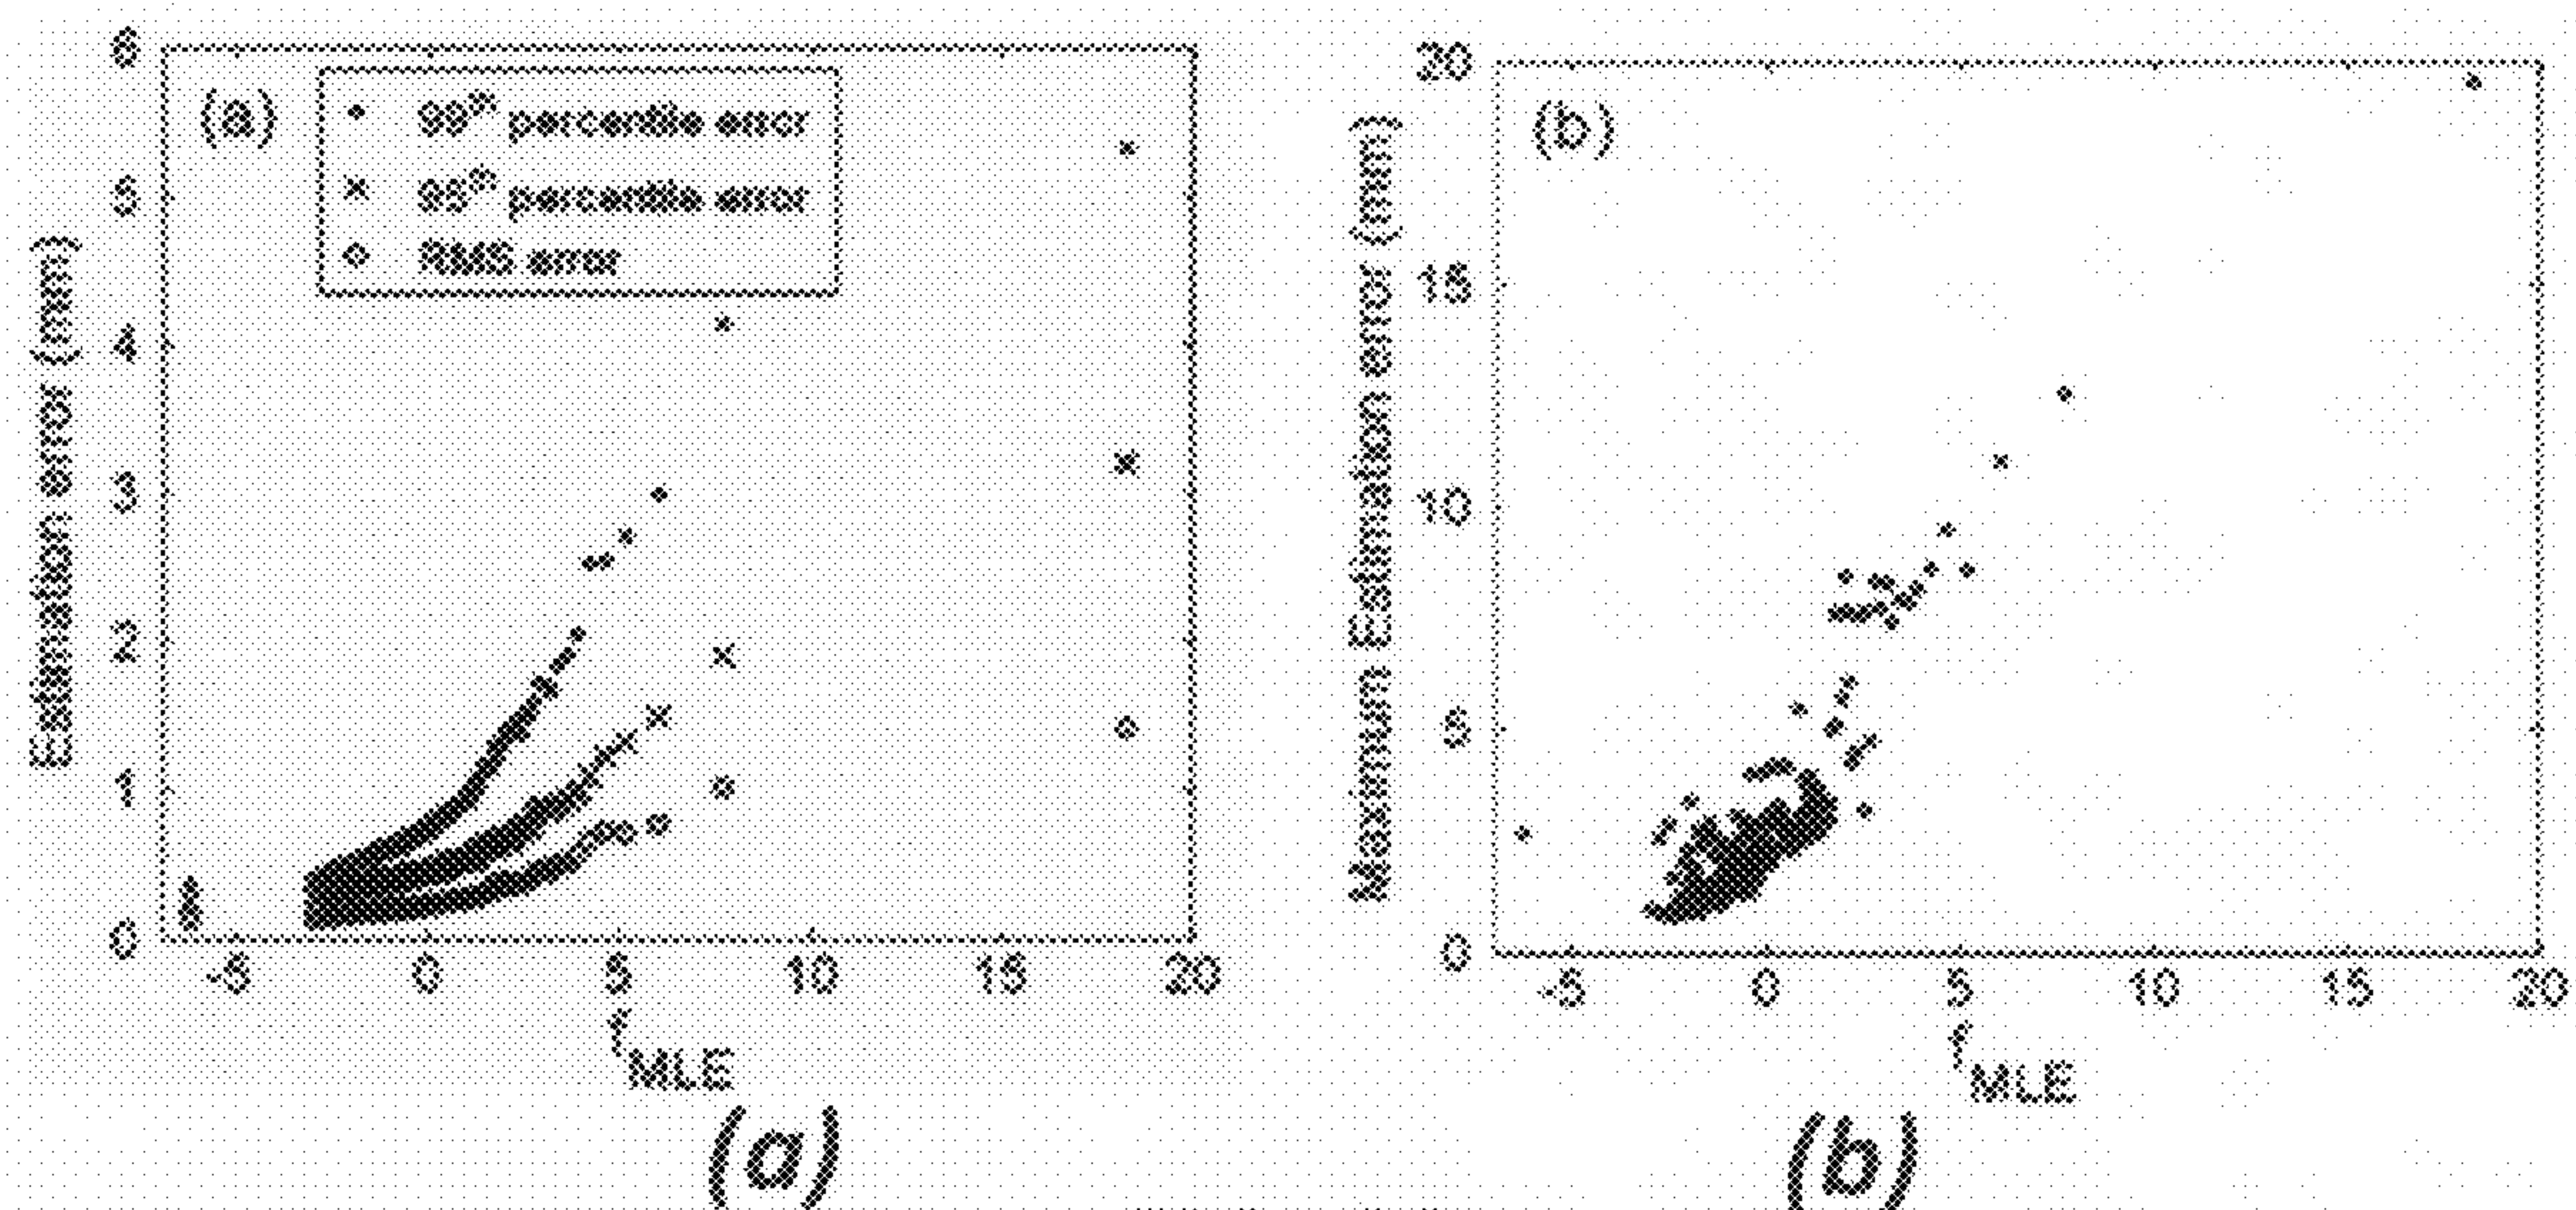 (a)
99th percentile error
95th percentile error
RMS error
Estimation error (mm)
6
5
4
3
2
1
0
-5 0 5 10 15 20
fMLE
(a)
(b)
Maximum Estimation error (mm)
20
15
10
5
0
-5 0 5 10 15 20
fMLE
(b)